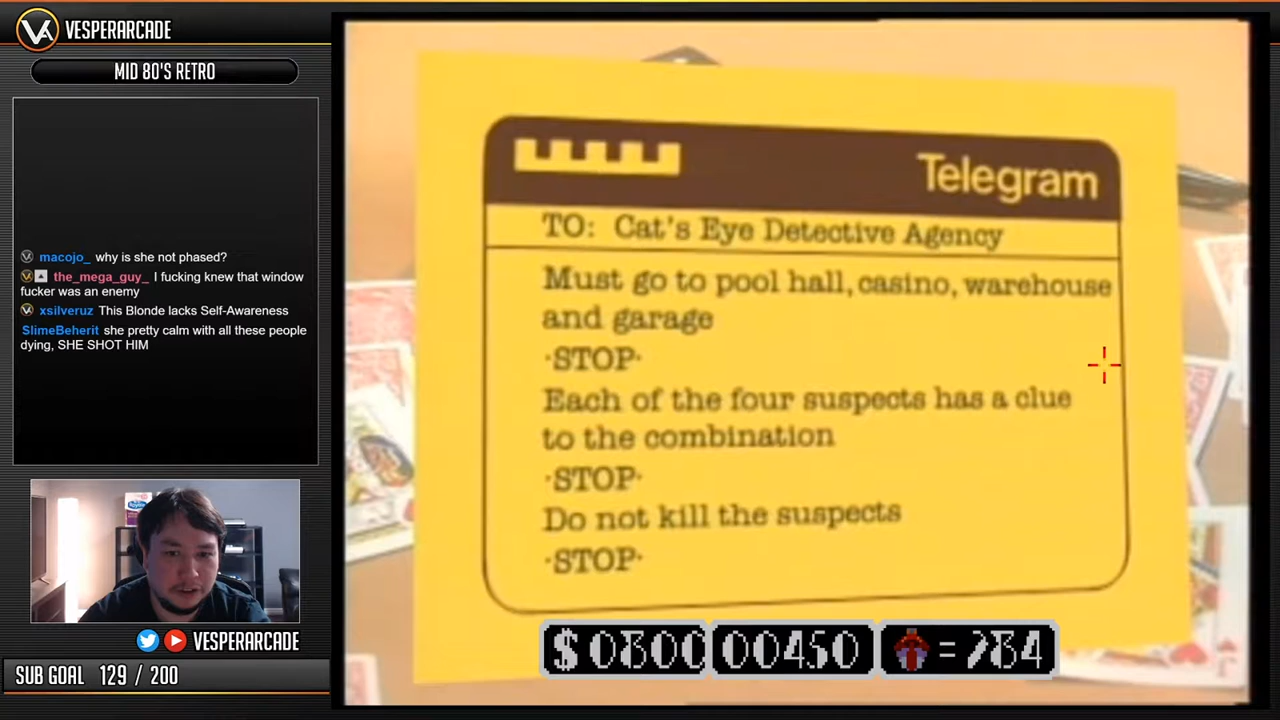 VESPERARCADE
MID 80'S RETRO
macojo_ why is she not phased?
the_mega_guy_ I fucking knew that window
fucker was an enemy
xsilveruz This Blonde lacks Self-Awareness
SlimeBeherit she pretty calm with all these people
dying, SHE SHOT HIM
VESPERARCADE
SUB GOAL 129 / 200
Telegram
TO: Cat's Eye Detective Agency
Must go to pool hall, casino, warehouse
and garage
·STOP·
Each of the four suspects has a clue
to the combination
·STOP·
Do not kill the suspects
·STOP·
$0800 00450 =784